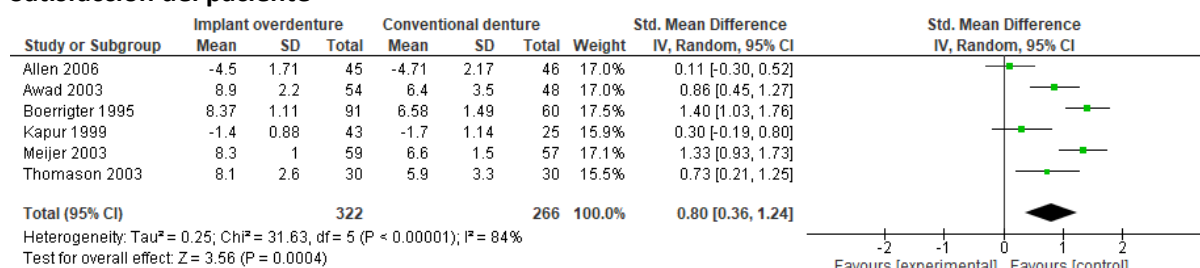 satisfacción del paciente
Implant overdenture Conventional denture Std. Mean Difference Std. Mean Difference
Study or Subgroup Mean SD Total Mean SD Total Weight IV, Random, 95% CI IV, Random, 95% CI
Allen 2006 -4.5 1.71 45 -4.71 2.17 46 17.0% 0.11 [-0.30, 0.52]
Awad 2003 8.9 2.2 54 6.4 3.5 48 17.0% 0.86 [0.45, 1.27]
Boerrigter 1995 8.37 1.11 91 6.58 1.49 60 17.5% 1.40 [1.03, 1.76]
Kapur 1999 -1.4 0.88 43 -1.7 1.14 25 15.9% 0.30 [-0.19, 0.80]
Meijer 2003 8.3 1 59 6.6 1.5 57 17.1% 1.33 [0.93, 1.73]
Thomason 2003 8.1 2.6 30 5.9 3.3 30 15.5% 0.73 [0.21, 1.25]
Total (95% CI) 322 266 100.0% 0.80 [0.36, 1.24]
Heterogeneity: Tau² = 0.25; Chi² = 31.63, df = 5 (P < 0.00001); I² = 84%
Test for overall effect: Z = 3.56 (P = 0.0004)
-2 -1 0 1 2
Favours [experimental] Favours [control]